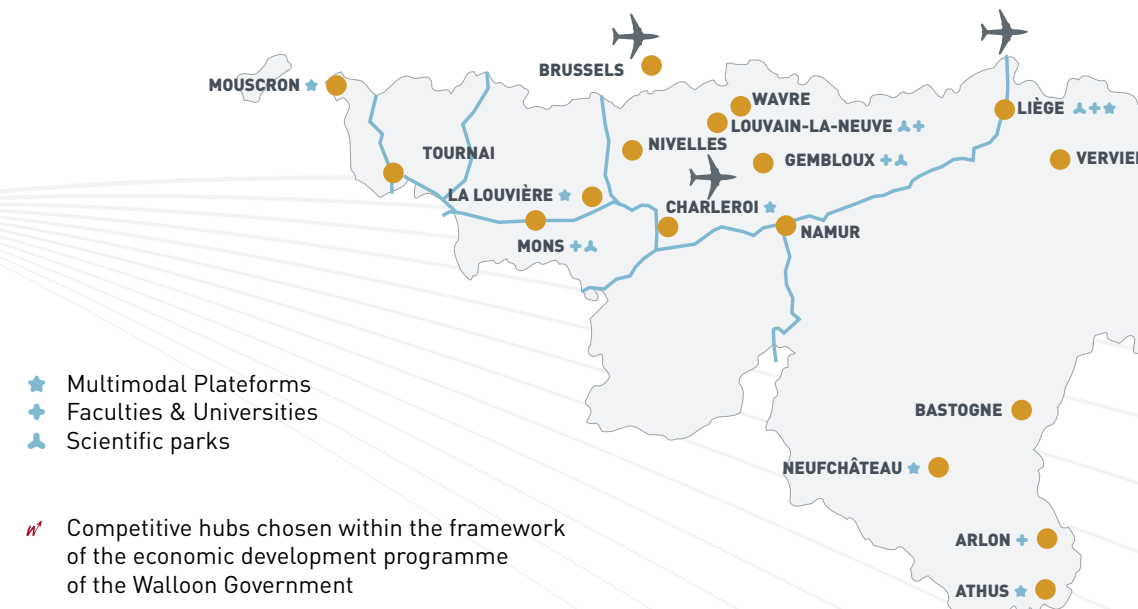 BRUSSELS
MOUSCRON
WAVRE
LIÈGE
LOUVAIN-LA-NEUVE
NIVELLES
TOURNAI
GEMBLOUX
LA LOUVIÈRE
CHARLEROI
NAMUR
MONS
Multimodal Plateforms
Faculties & Universities
Scientific parks
BASTOGNE
NEUFCHÂTEAU
Competitive hubs chosen within the framework
of the economic development programme
of the Walloon Government
ARLON
ATHUS